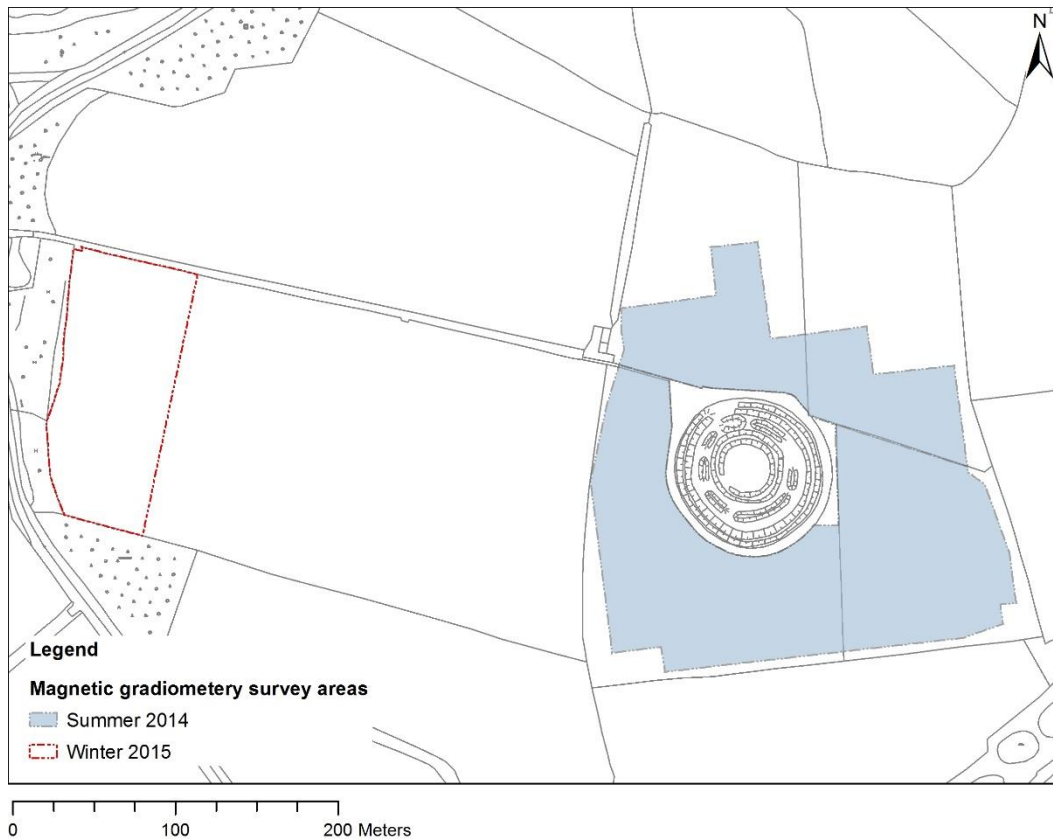 N
Legend
Magnetic gradiometery survey areas
Summer 2014
Winter 2015
0 100 200 Meters